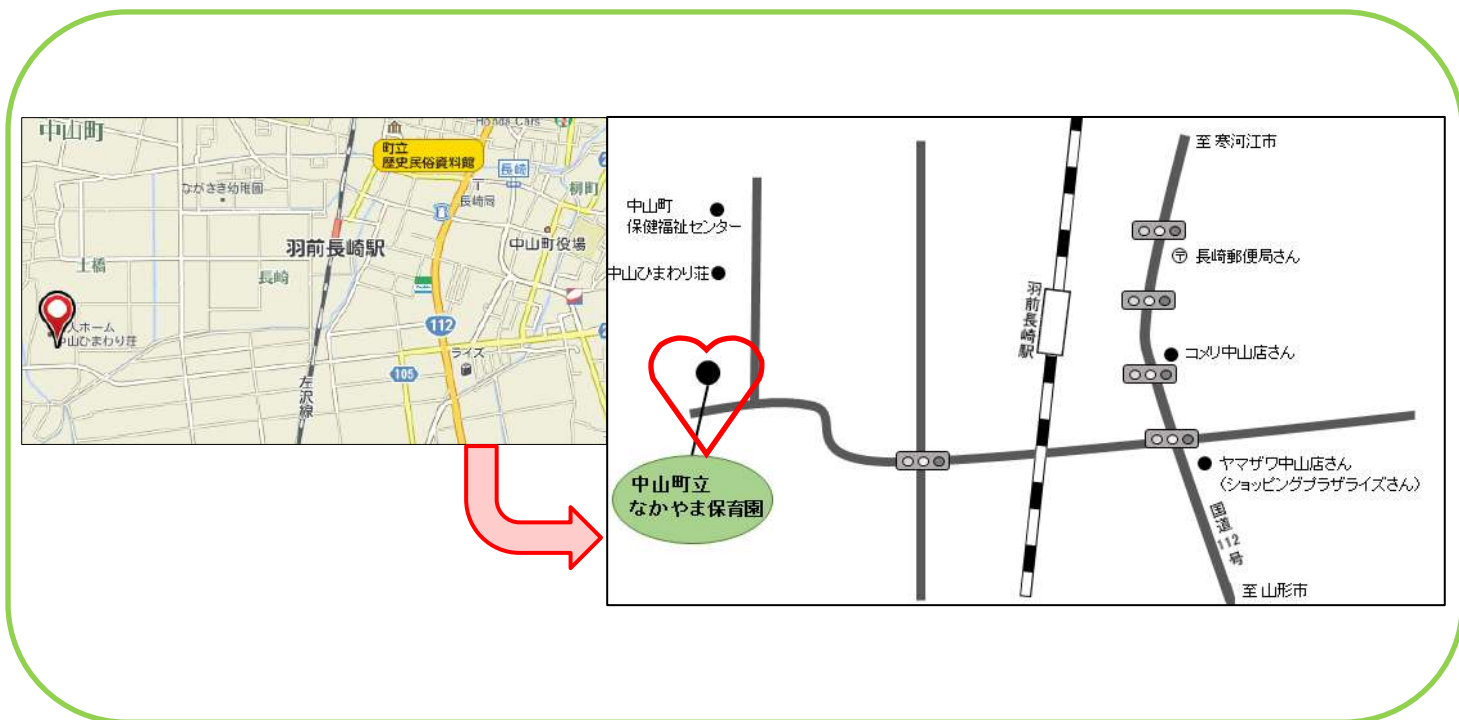 中山町
Honda Cars
町立
歴史民俗資料館
長崎
ながさき幼稚園
長崎局
柳町
羽前長崎駅
中山町役場
土橋
長崎
人ホーム
中山ひまわり荘
112
ライズ
105
左沢線
至 寒河江市
中山町
保健福祉センター
長崎郵便局さん
中山ひまわり荘
羽前長崎駅
コメリ中山店さん
ヤマザワ中山店さん
(ショッピングプラザライズさん)
中山町立
なかやま保育園
国道112号
至 山形市